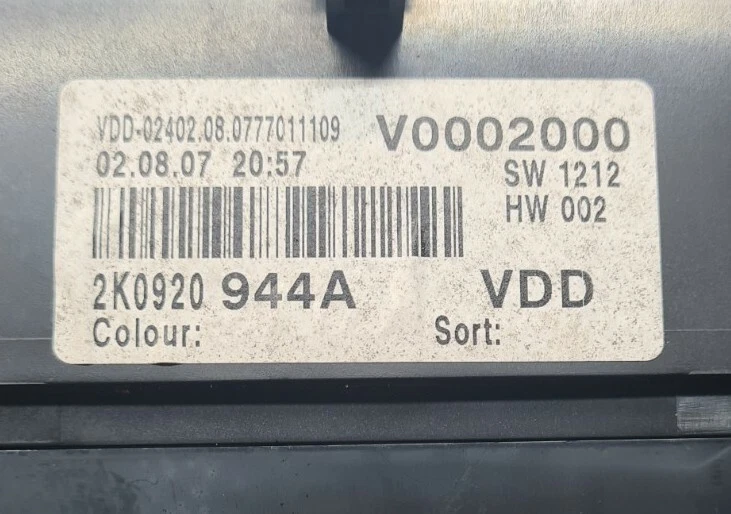 VDD-02402.08.0777011109 V0002000
02.08.07 20:57 SW 1212
HW 002
2K0920 944A VDD
Colour: Sort: